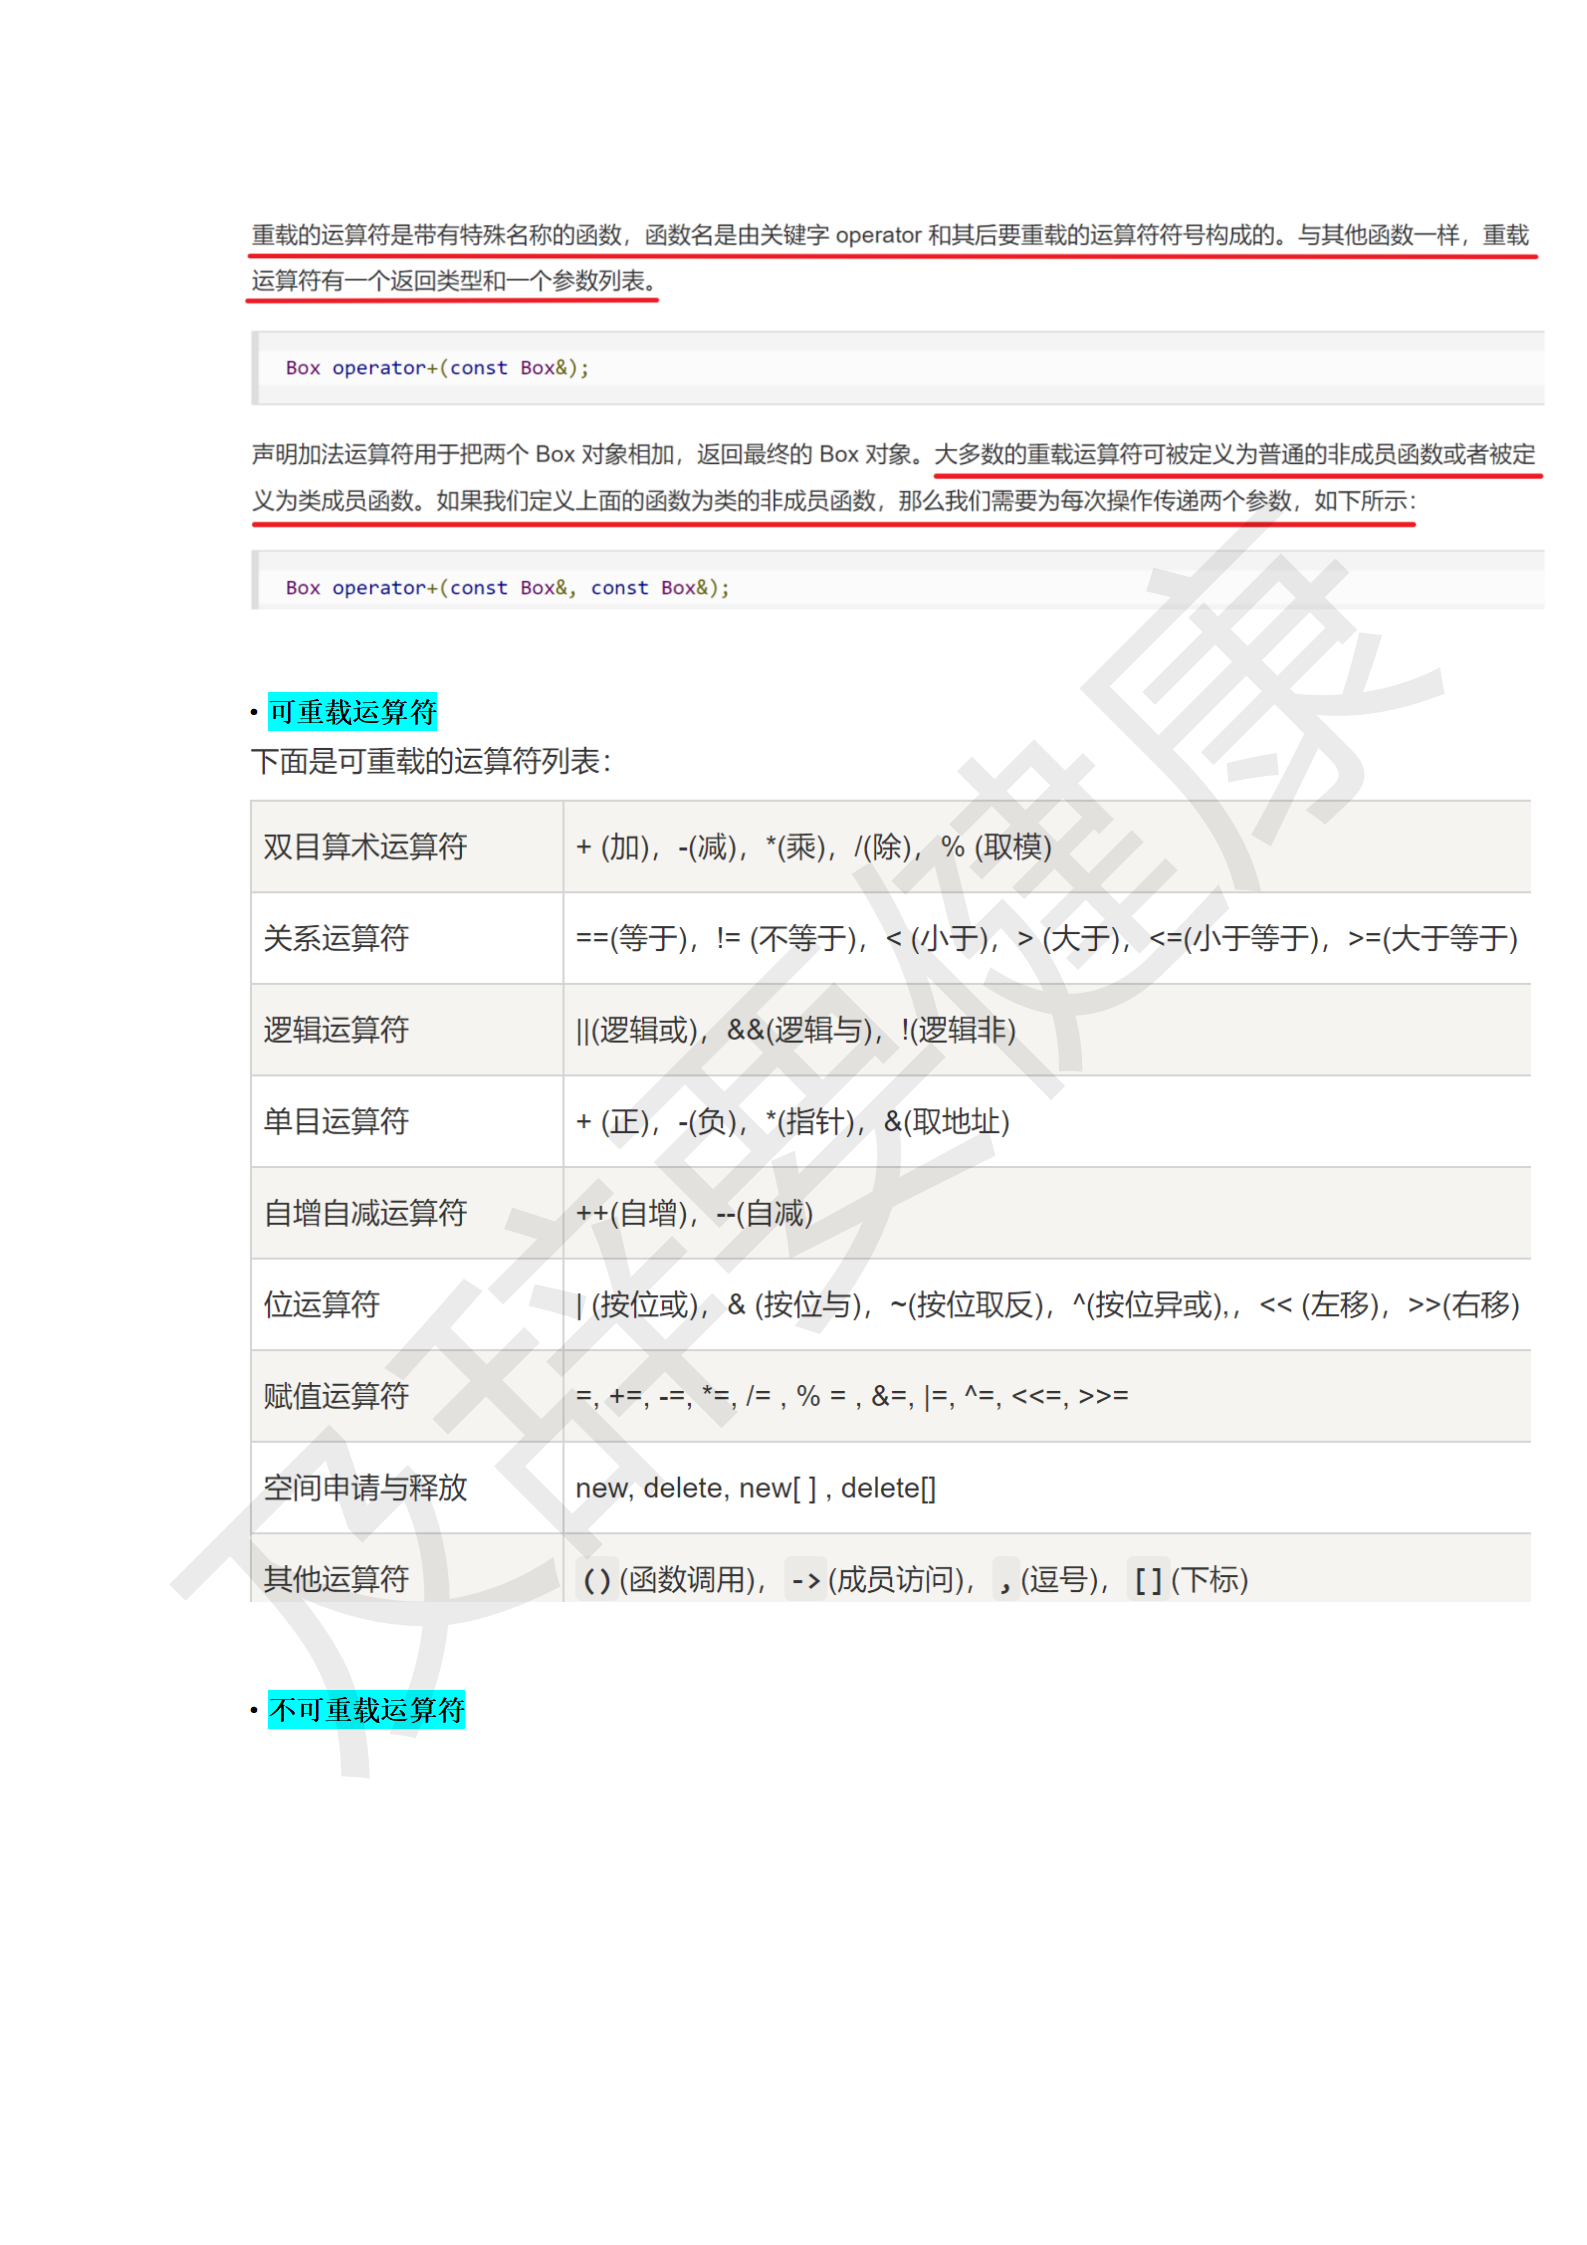 重载的运算符是带有特殊名称的函数，函数名是由关键字 operator 和其后要重载的运算符符号构成的。与其他函数一样，重载
运算符有一个返回类型和一个参数列表。
Box operator+(const Box&);
声明加法运算符用于把两个 Box 对象相加，返回最终的 Box 对象。大多数的重载运算符可被定义为普通的非成员函数或者被定
义为类成员函数。如果我们定义上面的函数为类的非成员函数，那么我们需要为每次操作传递两个参数，如下所示：
Box operator+(const Box&, const Box&);
• 可重载运算符
下面是可重载的运算符列表：
双目算术运算符 + (加)，-(减)，*(乘)，/(除)，% (取模)
关系运算符 ==(等于)，!= (不等于)，< (小于)，> (大于)，<=(小于等于)，>=(大于等于)
逻辑运算符 ||(逻辑或)，&&(逻辑与)，!(逻辑非)
单目运算符 + (正)，-(负)，*(指针)，&(取地址)
自增自减运算符 ++(自增)，--(自减)
位运算符 | (按位或)，& (按位与)，~(按位取反)，^(按位异或),，<< (左移)，>>(右移)
赋值运算符 =, +=, -=, *=, /= , % = , &=, |=, ^=, <<=, >>=
空间申请与释放 new, delete, new[ ] , delete[]
其他运算符 ()(函数调用)，->(成员访问)，,(逗号)，[](下标)
• 不可重载运算符
及辞要健康